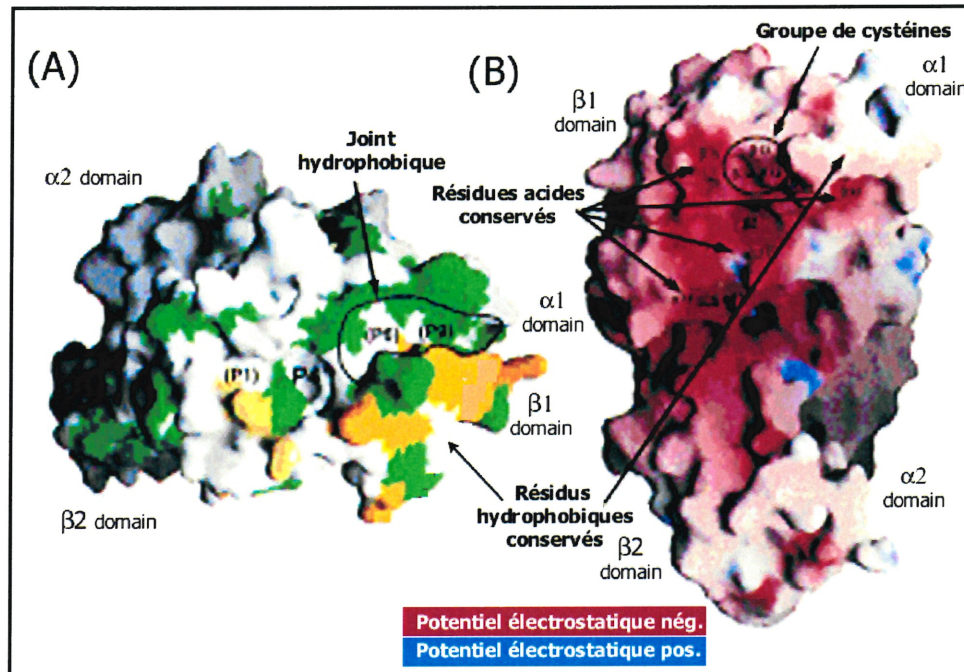 (A)
α2 domain
Joint
hydrophobique
α1
domain
(P1)
β1
domain
β2 domain
Résidus
hydrophobiques
conservés
(B)
Groupe de cystéines
α1
domain
β1
domain
Résidues acides
conservés
α2
domain
β2
domain
Potentiel électrostatique nég.
Potentiel électrostatique pos.